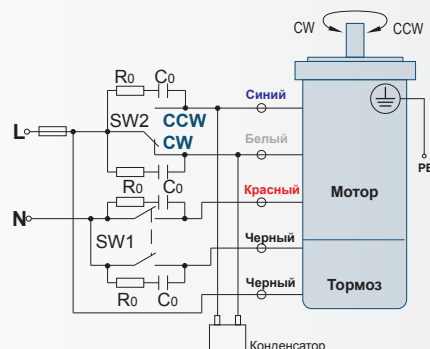 CW CCW
R0 C0
Синий
L SW2 CCW
CW
Белый
PE
R0 C0
Красный
Мотор
N
SW1
Черный
R0 C0
Черный
Тормоз
Конденсатор